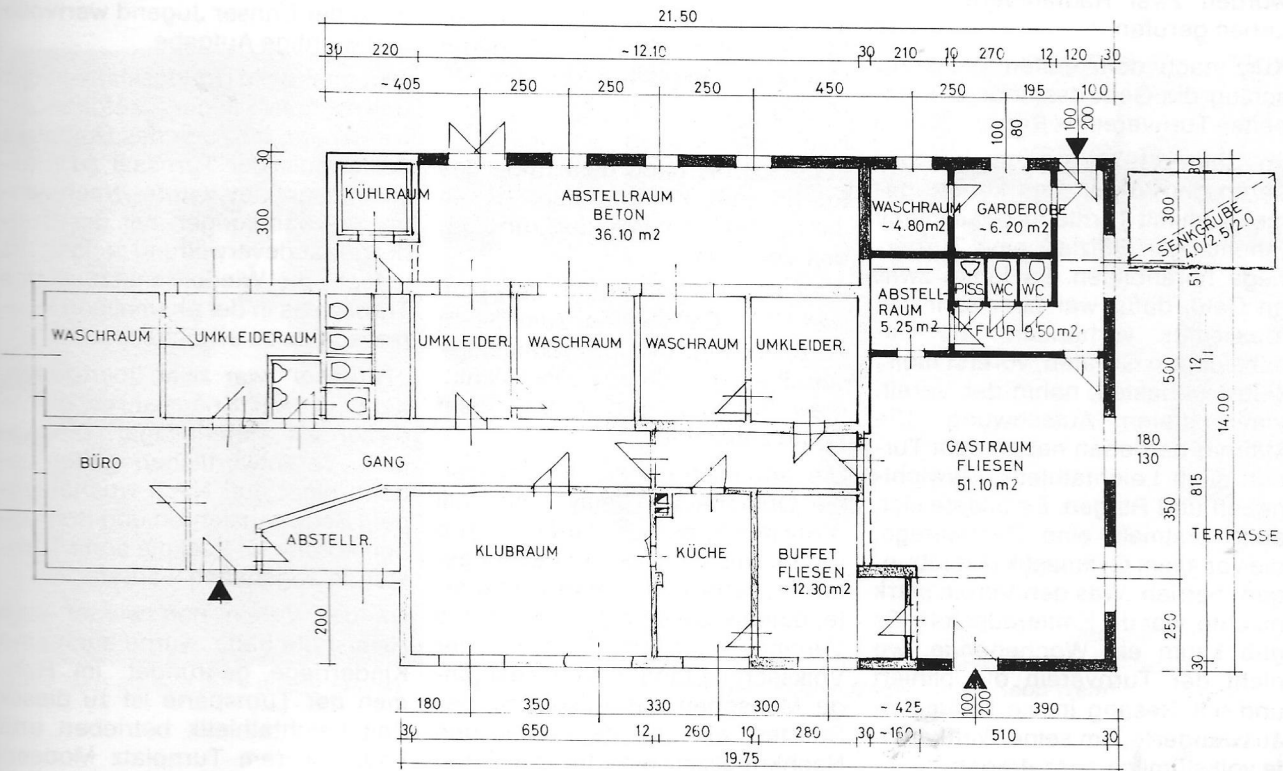 21.50
30 220 ~12.10 30 210 10 270 12 120 30
~405 250 250 250 450 250 195 100
100
80
100
200
30
300
KÜHLRAUM
ABSTELLRAUM
BETON
36.10 m2
WASCHRAUM
~4.80m2
GARDEROBE
~6.20 m2
300
SENKGRUBE
4.0/2.5/2.0
ABSTELL-
RAUM
5.25 m2
PISS.
WC
WC
FLUR 9.50m2
WASCHRAUM
UMKLEIDERAUM
UMKLEIDER.
WASCHRAUM
WASCHRAUM
UMKLEIDER.
30
510
12
500
14.00
815
350
250
30
BÜRO
GANG
ABSTELLR.
KLUBRAUM
KÜCHE
BUFFET
FLIESEN
~12.30m2
GASTRAUM
FLIESEN
51.10 m2
180
130
TERRASSE
200
100
200
180 350 330 300 425 390
30 650 12 260 10 280 30 160 510 30
19.75